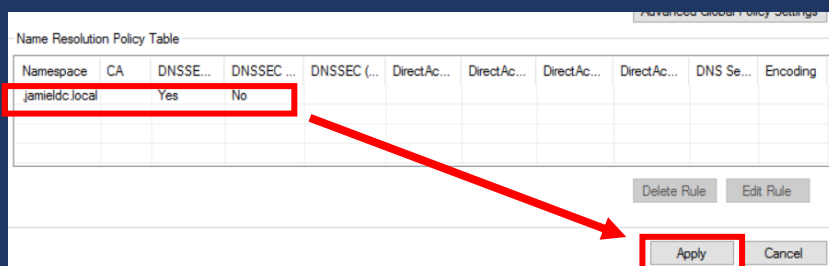 Advanced Global Policy Settings
Name Resolution Policy Table
Namespace CA DNSSE... DNSSEC ... DNSSEC (... DirectAc... DirectAc... DirectAc... DirectAc... DNS Se... Encoding
.jamieldc.local Yes No
Delete Rule Edit Rule
Apply Cancel